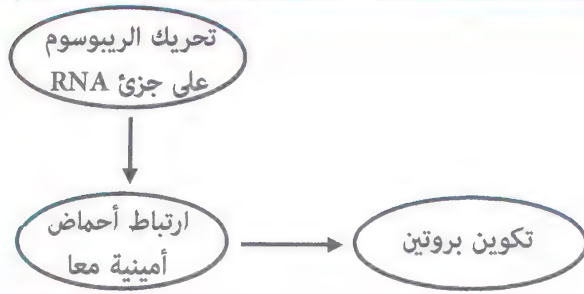 تحريك الريبوسوم
على جزئ RNA
ارتباط أحماض
أمينية معا
تكوين بروتين